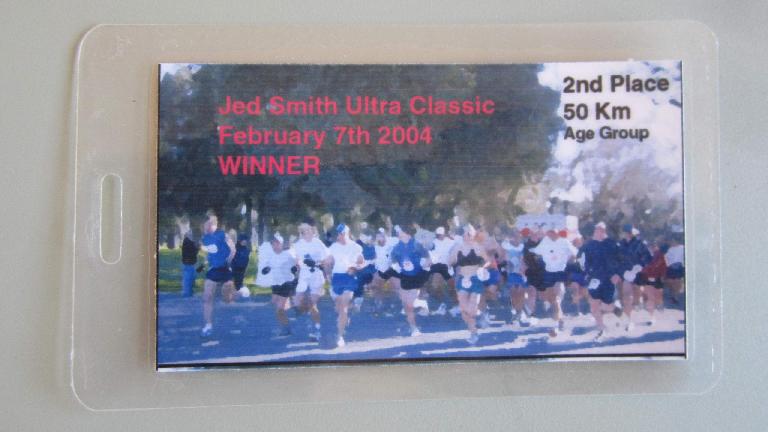 Jed Smith Ultra Classic
February 7th 2004
WINNER
2nd Place
50 Km
Age Group